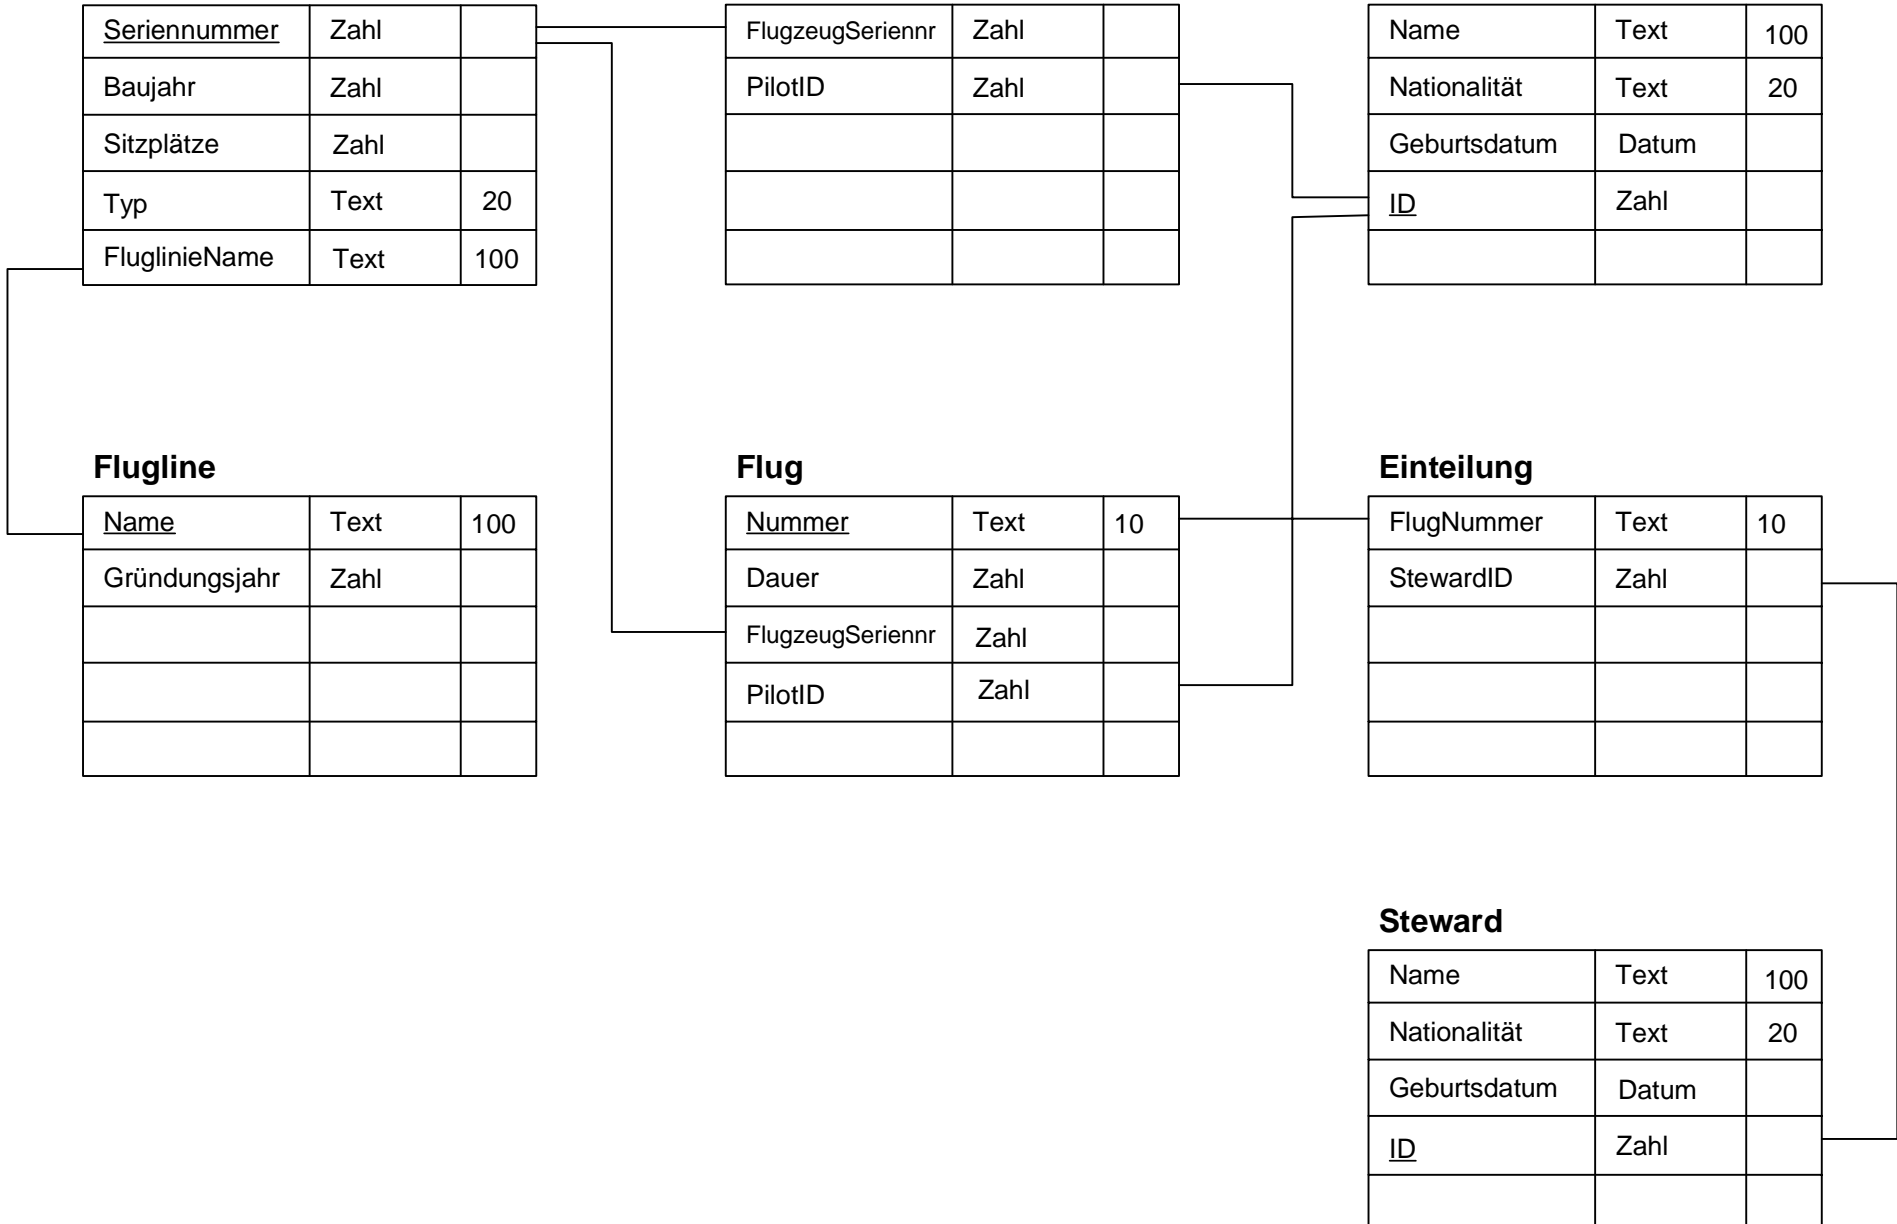 Seriennummer Zahl
Baujahr Zahl
Sitzplätze Zahl
Typ Text 20
FluglinieName Text 100
FlugzeugSeriennr Zahl
PilotID Zahl
Name Text 100
Nationalität Text 20
Geburtsdatum Datum
ID Zahl
Flugline
Name Text 100
Gründungsjahr Zahl
Flug
Nummer Text 10
Dauer Zahl
FlugzeugSeriennr Zahl
PilotID Zahl
Einteilung
FlugNummer Text 10
StewardID Zahl
Steward
Name Text 100
Nationalität Text 20
Geburtsdatum Datum
ID Zahl